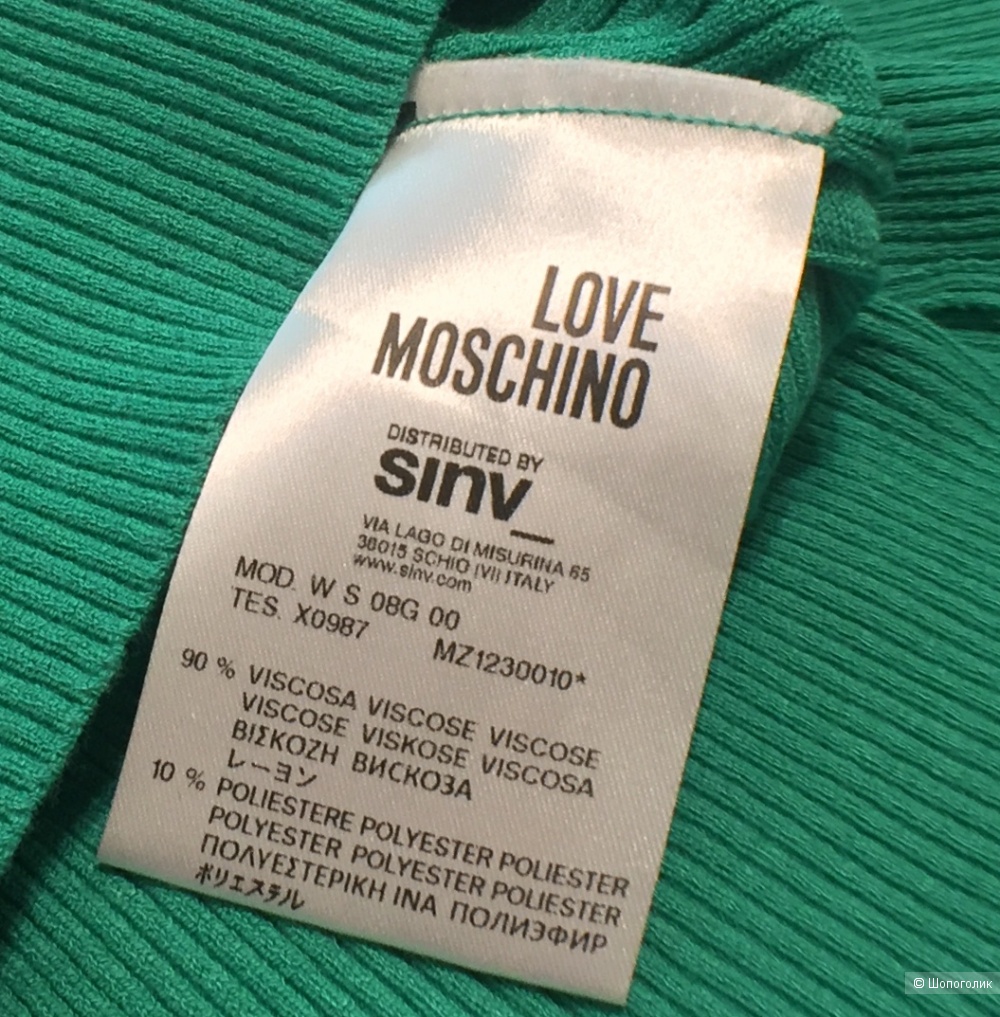 LOVE
MOSCHINO
DISTRIBUTED BY
sinv_
VIA LAGO DI MISURINA 65
36015 SCHIO (VI) ITALY
www.sinv.com
MOD. W S 08G 00
TES. X0987 MZ1230010*
90 % VISCOSA VISCOSE VISCOSE
VISCOSE VISKOSE VISCOSA
ΒΙΣΚΟΖΗ ВИСКОЗА
レーヨン
10 % POLIESTERE POLYESTER POLIESTER
POLYESTER POLYESTER POLIESTER
ΠΟΛΥΕΣΤΕΡΙΚΗ ΙΝΑ ПОЛИЭФИР
ポリエステル
© Шопоголик